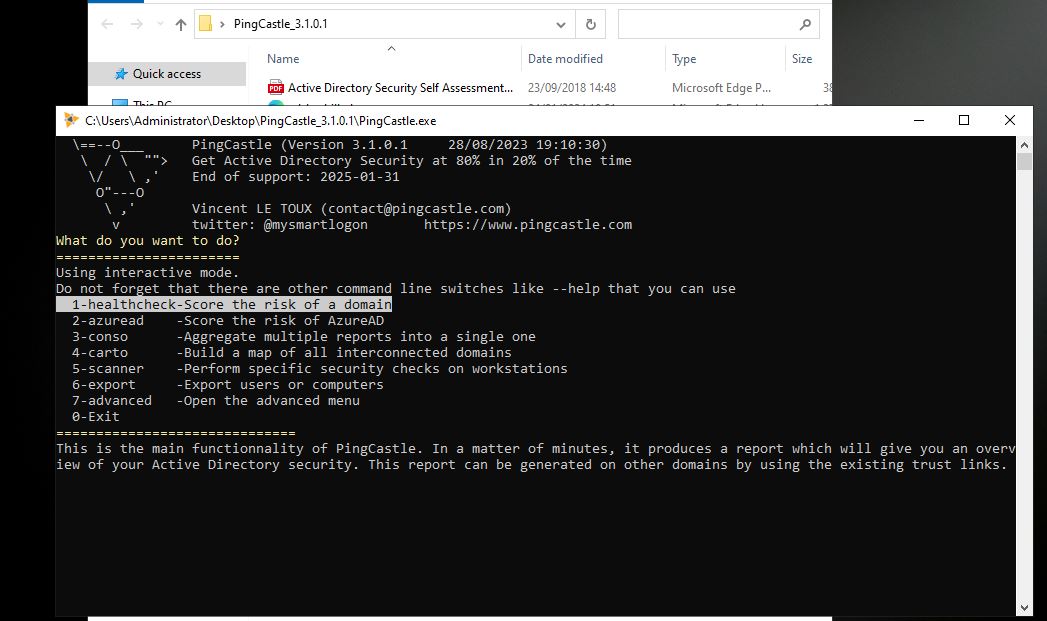 PingCastle_3.1.0.1
Name Date modified Type Size
Quick access
Active Directory Security Self Assessment... 23/09/2018 14:48 Microsoft Edge P...
This PC
C:\Users\Administrator\Desktop\PingCastle_3.1.0.1\PingCastle.exe
\==--O___ PingCastle (Version 3.1.0.1 28/08/2023 19:10:30)
\ / \ ""> Get Active Directory Security at 80% in 20% of the time
\/ \ ,' End of support: 2025-01-31
O"---O
\ ,' Vincent LE TOUX (contact@pingcastle.com)
v twitter: @mysmartlogon https://www.pingcastle.com
What do you want to do?
=======================
Using interactive mode.
Do not forget that there are other command line switches like --help that you can use
1-healthcheck-Score the risk of a domain
2-azuread -Score the risk of AzureAD
3-conso -Aggregate multiple reports into a single one
4-carto -Build a map of all interconnected domains
5-scanner -Perform specific security checks on workstations
6-export -Export users or computers
7-advanced -Open the advanced menu
0-Exit
==============================
This is the main functionnality of PingCastle. In a matter of minutes, it produces a report which will give you an overv
iew of your Active Directory security. This report can be generated on other domains by using the existing trust links.